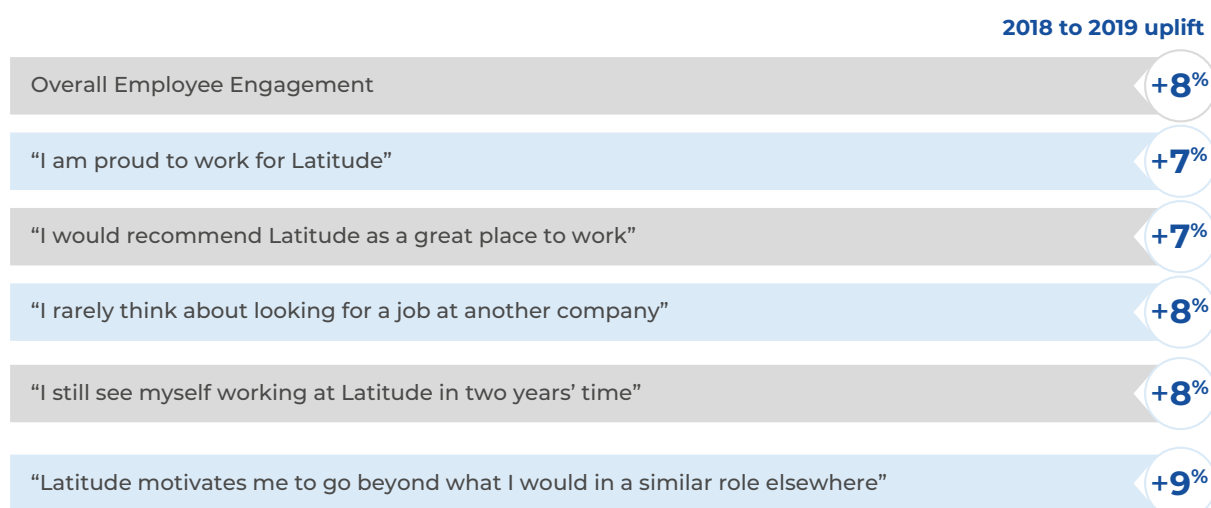 2018 to 2019 uplift
Overall Employee Engagement +8%
“I am proud to work for Latitude” +7%
“I would recommend Latitude as a great place to work” +7%
“I rarely think about looking for a job at another company” +8%
“I still see myself working at Latitude in two years’ time” +8%
“Latitude motivates me to go beyond what I would in a similar role elsewhere” +9%